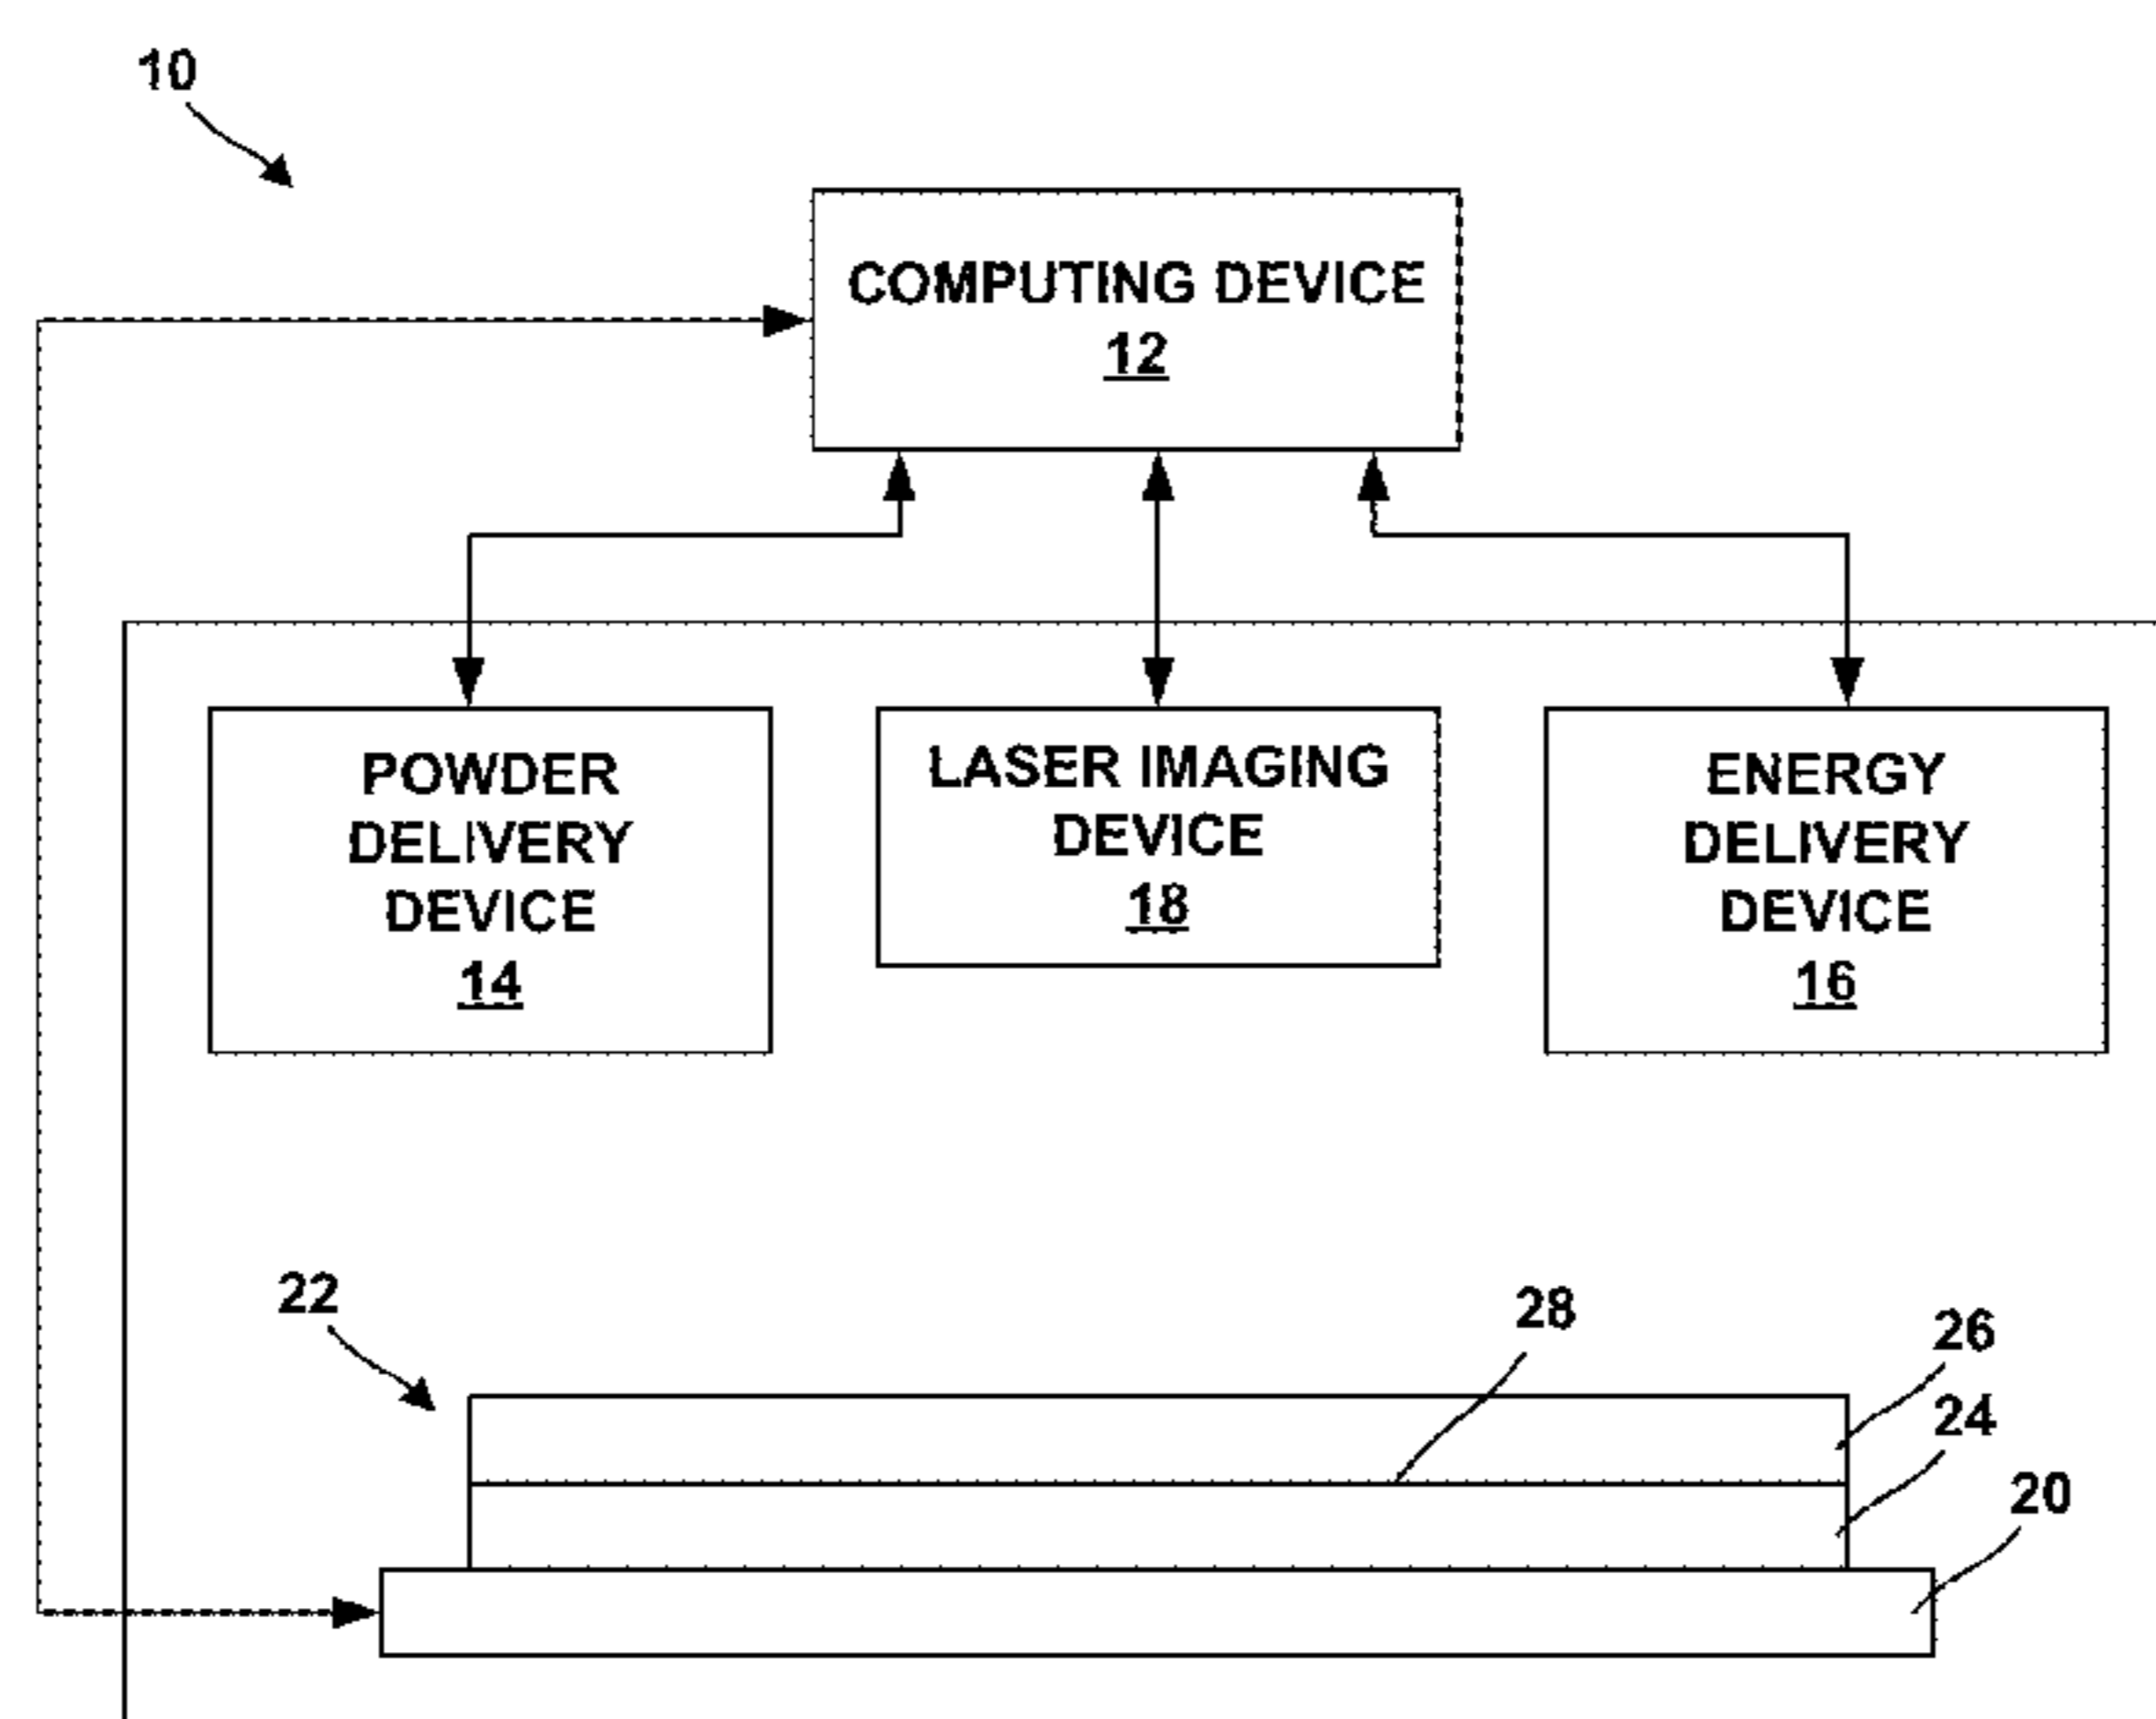 10
COMPUTING DEVICE
12
POWDER
DELIVERY
DEVICE
14
LASER IMAGING
DEVICE
18
ENERGY
DELIVERY
DEVICE
16
22
28
26
24
20